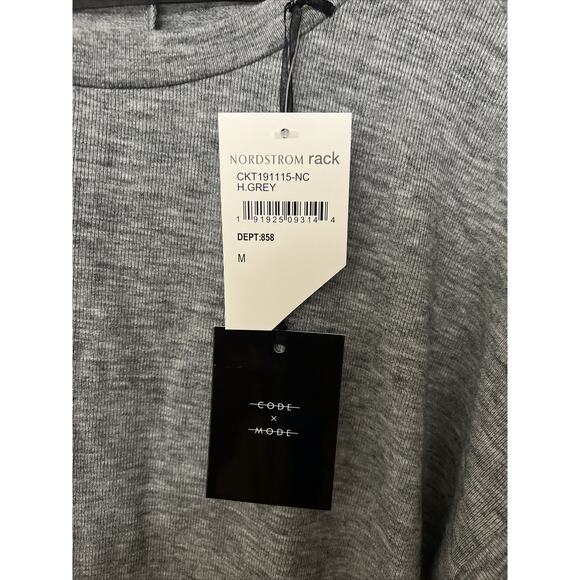 NORDSTROM rack
CKT191115-NC
H.GREY
1 91925 09314 4
DEPT:858
M
CODE
×
MODE